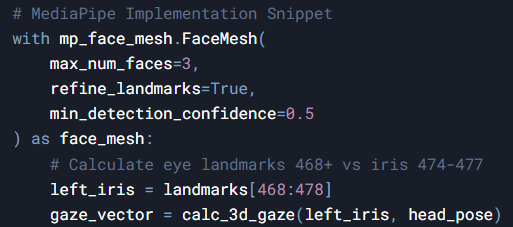 # MediaPipe Implementation Snippet
with mp_face_mesh.FaceMesh(
    max_num_faces=3,
    refine_landmarks=True,
    min_detection_confidence=0.5
) as face_mesh:
    # Calculate eye landmarks 468+ vs iris 474-477
    left_iris = landmarks[468:478]
    gaze_vector = calc_3d_gaze(left_iris, head_pose)